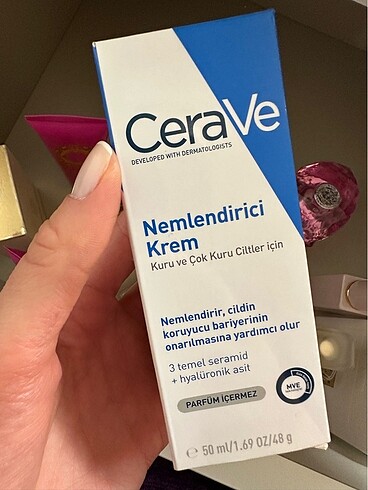 CeraVe
DEVELOPED WITH DERMATOLOGISTS
Nemlendirici
Krem
Kuru ve Çok Kuru Ciltler için
Nemlendirir, cildin
koruyucu bariyerinin
onarılmasına yardımcı olur
3 temel seramid
+ hyalüronik asit
PARFÜM İÇERMEZ
MVE
℮ 50 ml/1.69 OZ/48 g